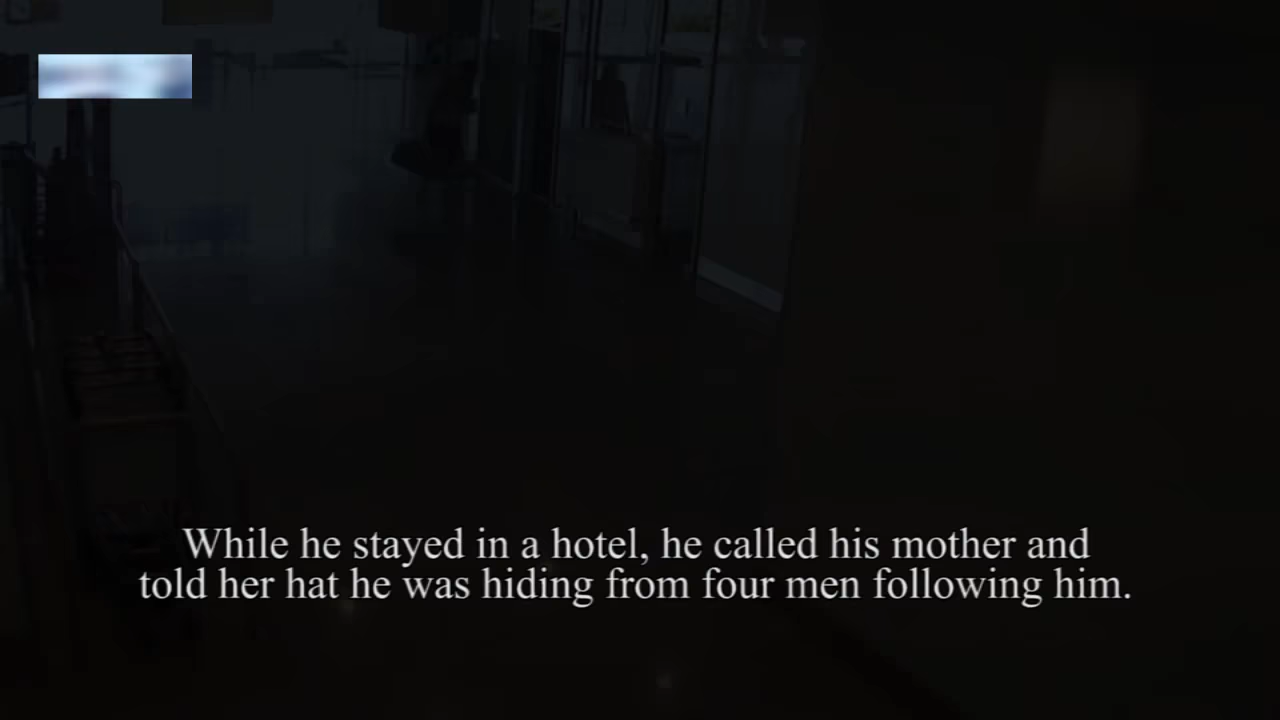 While he stayed in a hotel, he called his mother and
told her hat he was hiding from four men following him.